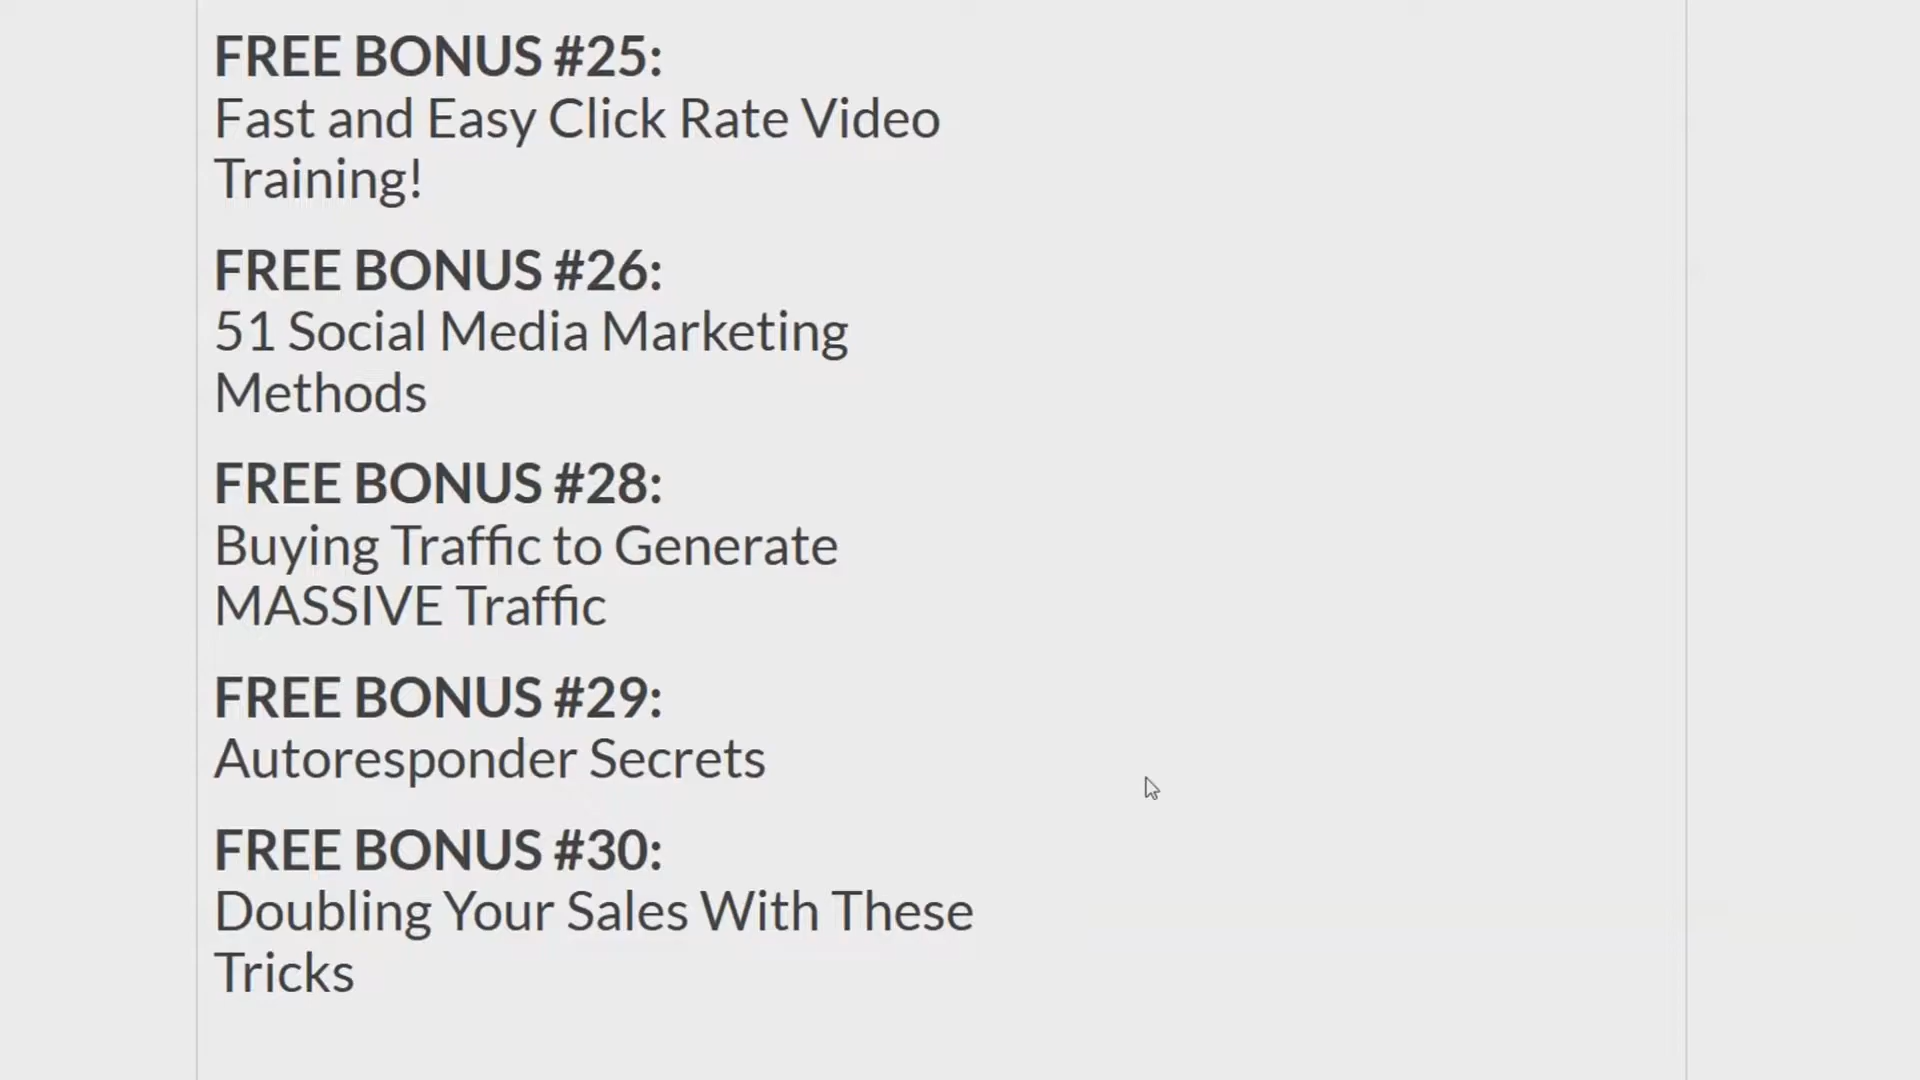 FREE BONUS #25:
Fast and Easy Click Rate Video
Training!
FREE BONUS #26:
51 Social Media Marketing
Methods
FREE BONUS #28:
Buying Traffic to Generate
MASSIVE Traffic
FREE BONUS #29:
Autoresponder Secrets
FREE BONUS #30:
Doubling Your Sales With These
Tricks